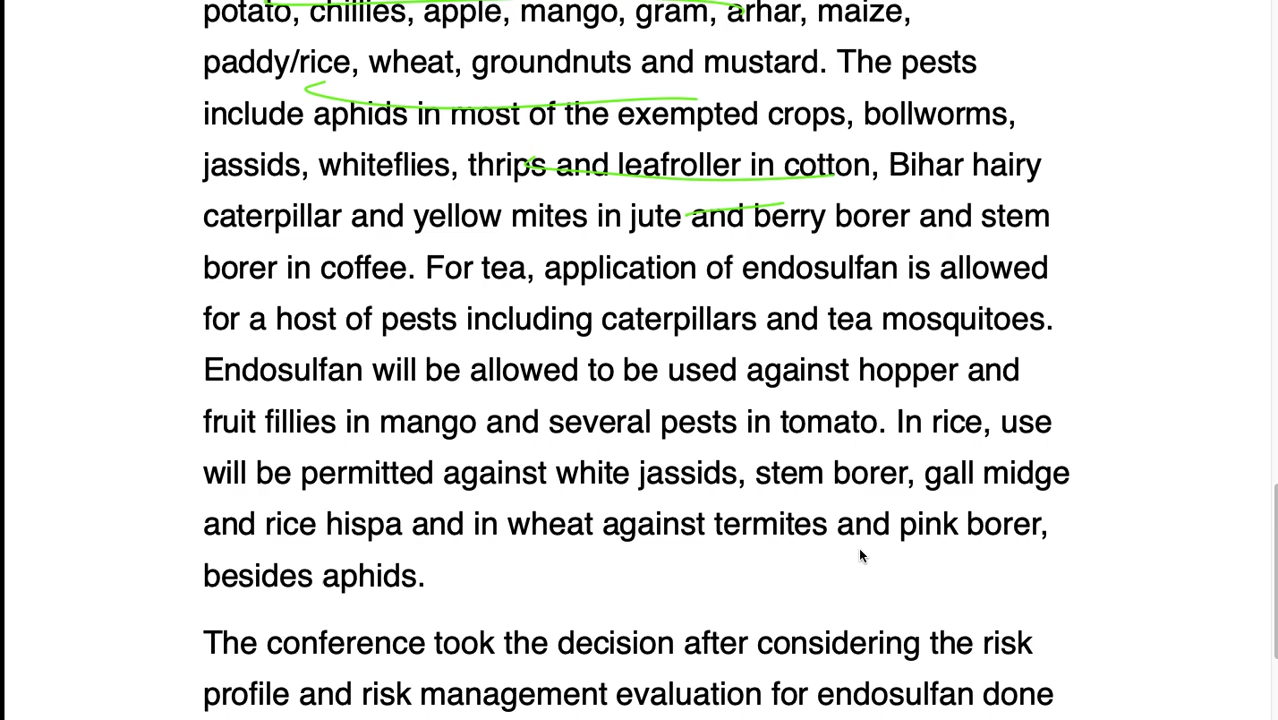 potato, chillies, apple, mango, gram, arhar, maize,
paddy/rice, wheat, groundnuts and mustard. The pests
include aphids in most of the exempted crops, bollworms,
jassids, whiteflies, thrips and leafroller in cotton, Bihar hairy
caterpillar and yellow mites in jute and berry borer and stem
borer in coffee. For tea, application of endosulfan is allowed
for a host of pests including caterpillars and tea mosquitoes.
Endosulfan will be allowed to be used against hopper and
fruit fillies in mango and several pests in tomato. In rice, use
will be permitted against white jassids, stem borer, gall midge
and rice hispa and in wheat against termites and pink borer,
besides aphids.
The conference took the decision after considering the risk
profile and risk management evaluation for endosulfan done